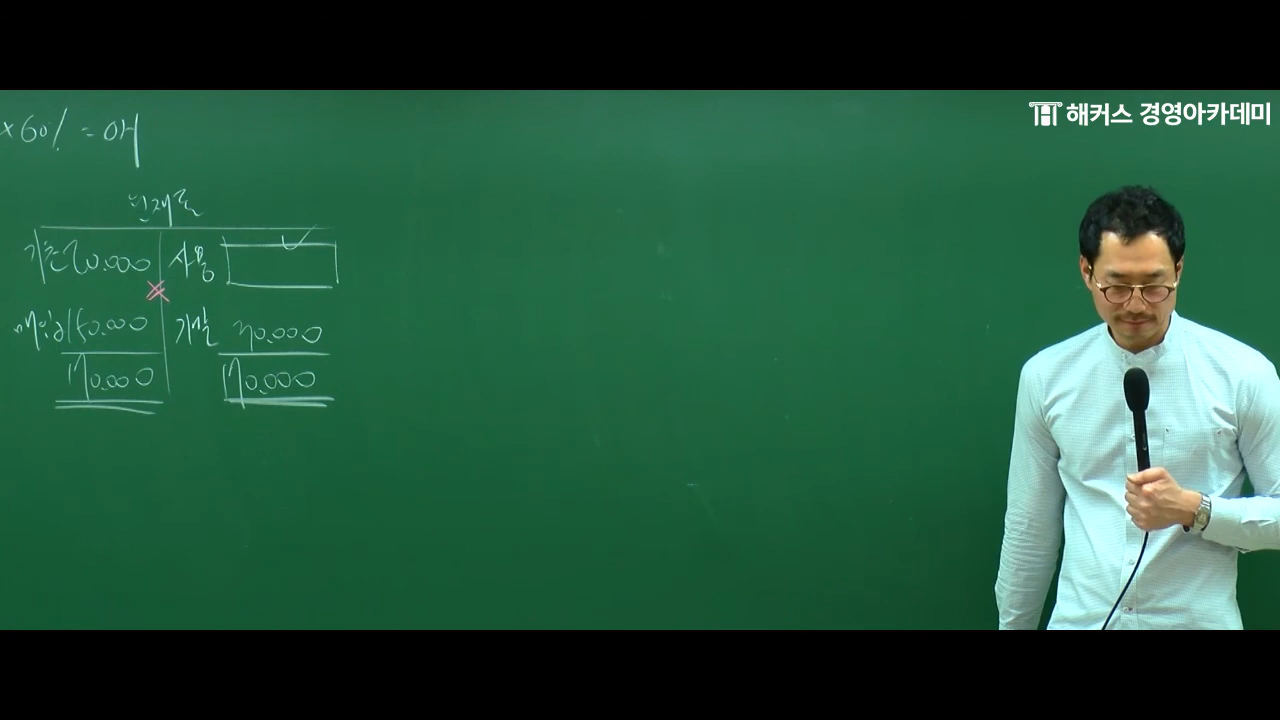 해커스 경영아카데미
×60% = OH
원재료
기초 20,000 사용
매입 150,000 기말 30,000
170,000 170,000